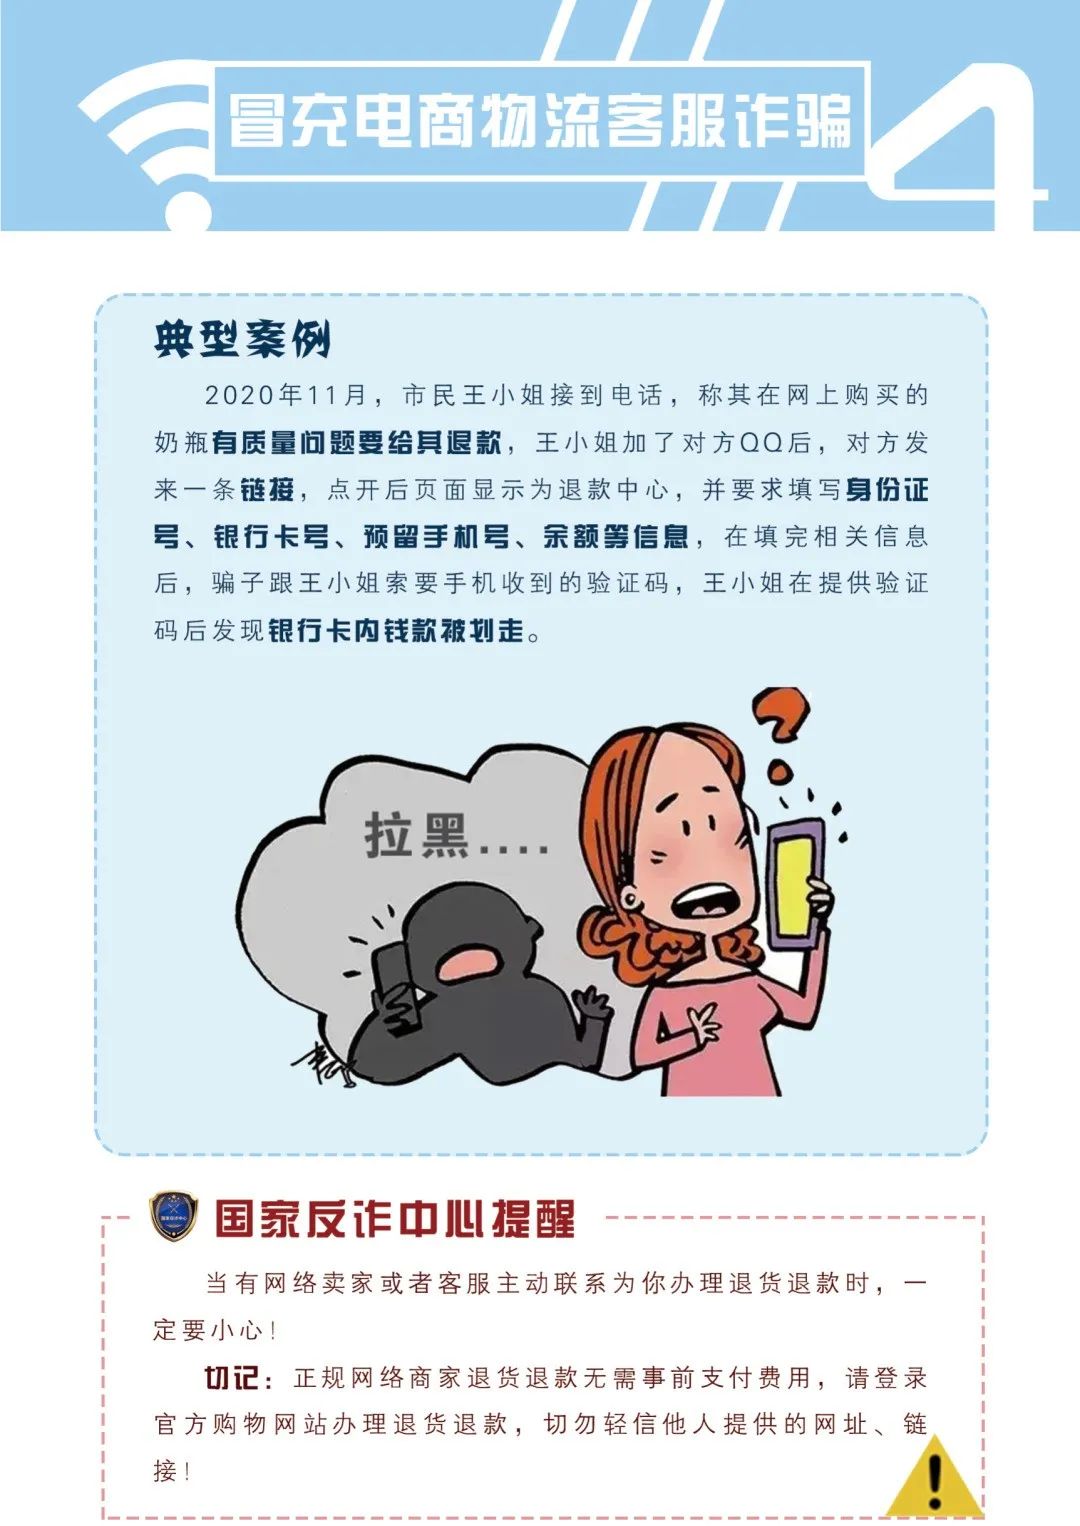 冒充电商物流客服诈骗
4
典型案例
2020年11月，市民王小姐接到电话，称其在网上购买的
奶瓶有质量问题要给其退款，王小姐加了对方QQ后，对方发
来一条链接，点开后页面显示为退款中心，并要求填写身份证
号、银行卡号、预留手机号、余额等信息，在填完相关信息
后，骗子跟王小姐索要手机收到的验证码，王小姐在提供验证
码后发现银行卡内钱款被划走。
拉黑....
国家反诈中心
国家反诈中心提醒
当有网络卖家或者客服主动联系为你办理退货退款时，一
定要小心！
切记：正规网络商家退货退款无需事前支付费用，请登录
官方购物网站办理退货退款，切勿轻信他人提供的网址、链
接！